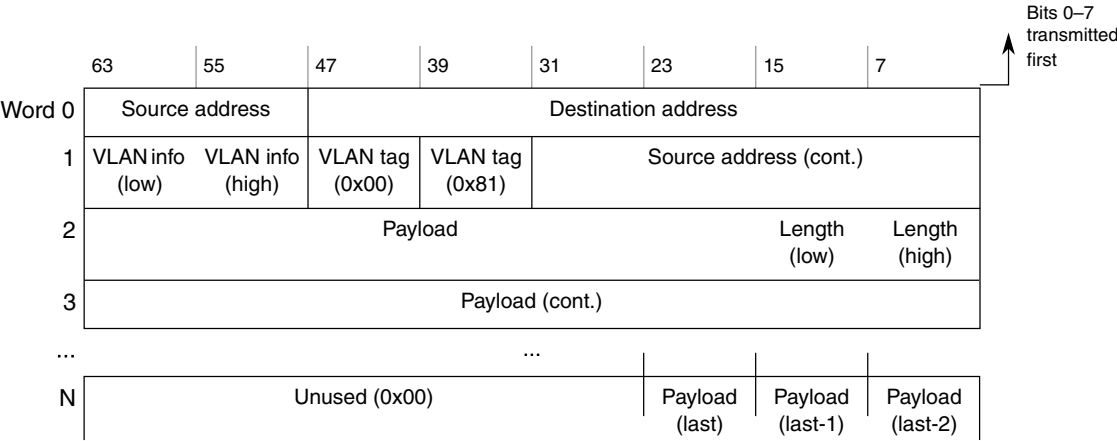 Bits 0–7
transmitted
first
63 55 47 39 31 23 15 7
Word 0 Source address Destination address
1 VLAN info VLAN info VLAN tag VLAN tag Source address (cont.)
(low) (high) (0x00) (0x81)
2 Payload Length Length
(low) (high)
3 Payload (cont.)
... ...
N Unused (0x00) Payload Payload Payload
(last) (last-1) (last-2)